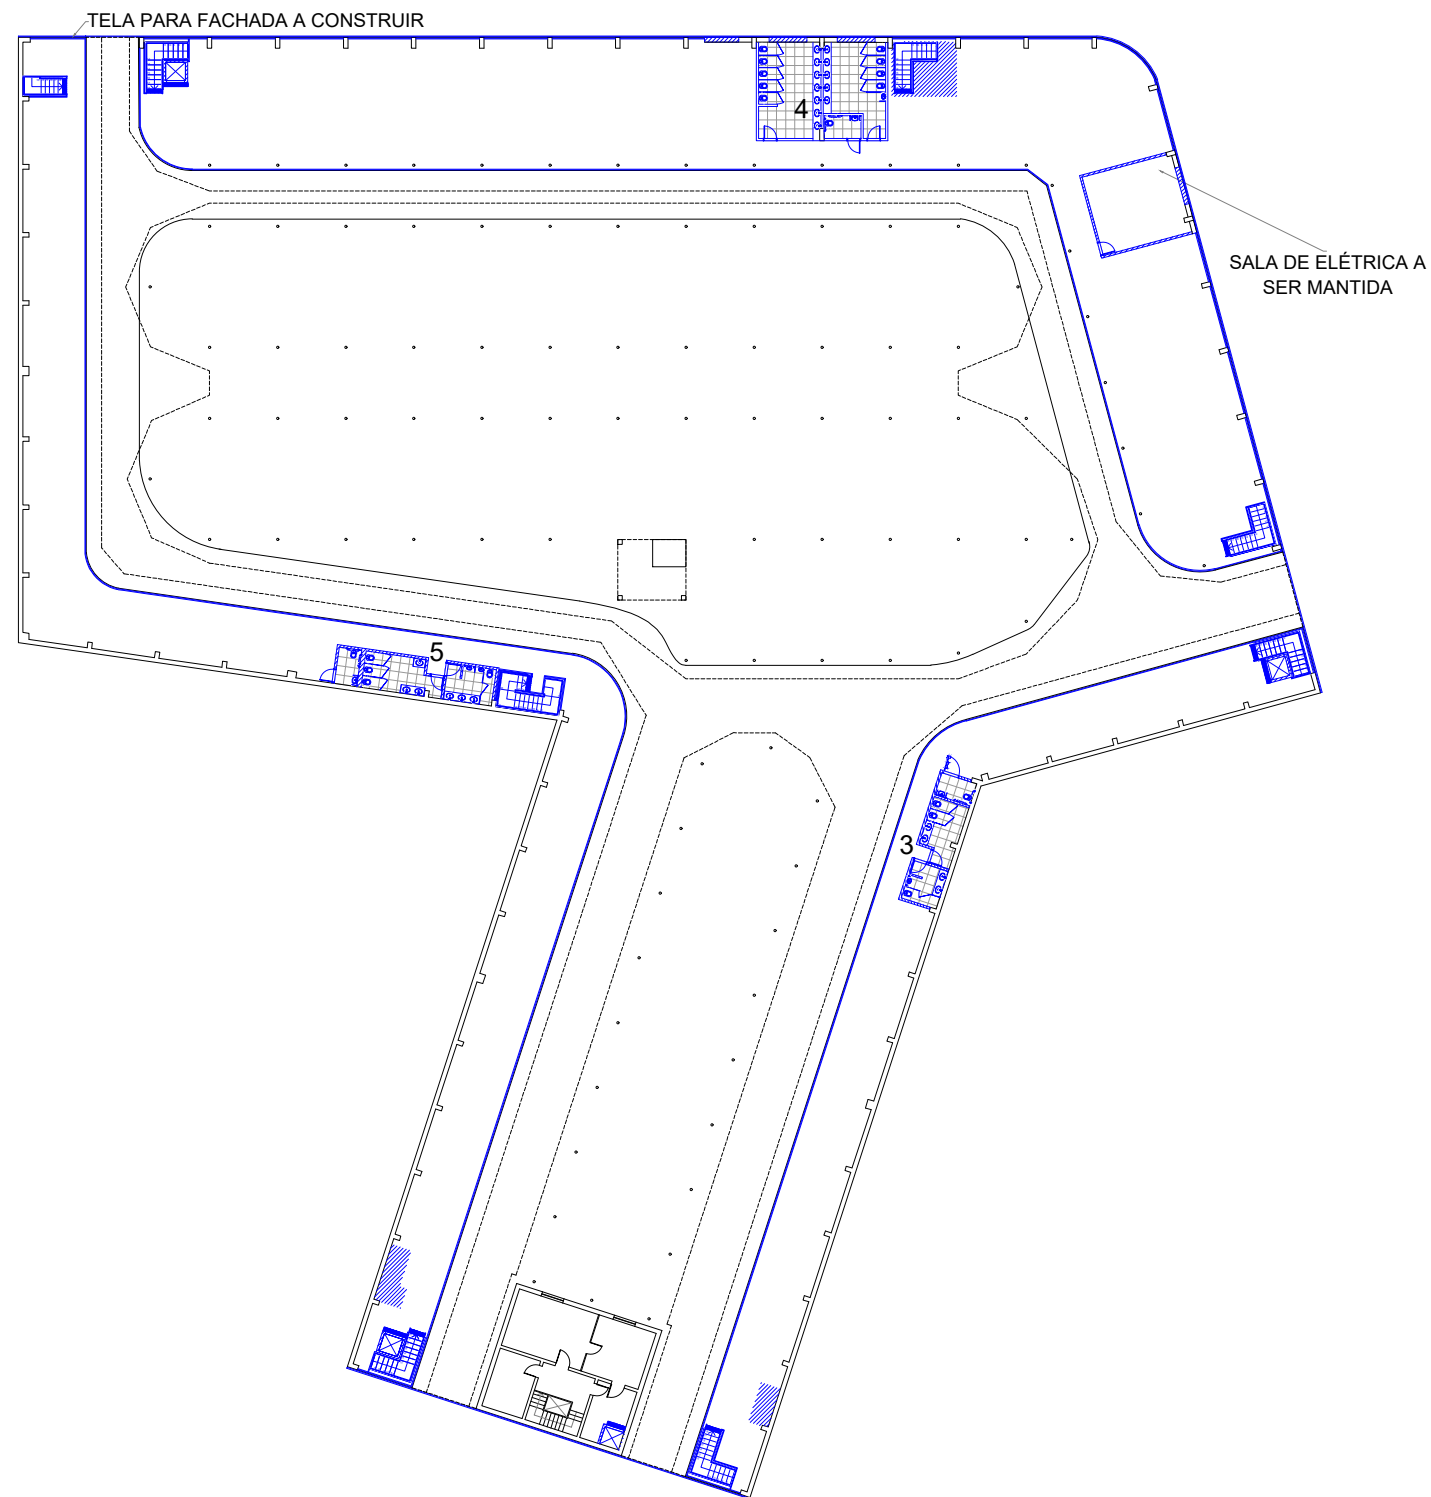 TELA PARA FACHADA A CONSTRUIR
4
SALA DE ELÉTRICA A
SER MANTIDA
5
3